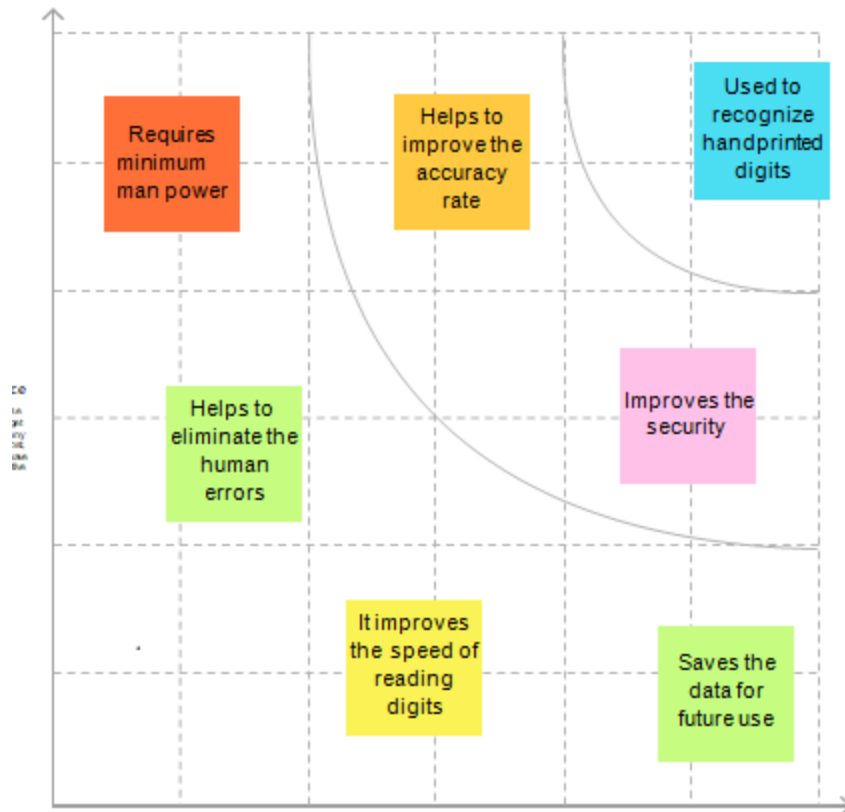 Requires
minimum
man power
Helps to
improve the
accuracy
rate
Used to
recognize
handprinted
digits
Helps to
eliminate the
human
errors
Improves the
security
It improves
the speed of
reading
digits
Saves the
data for
future use